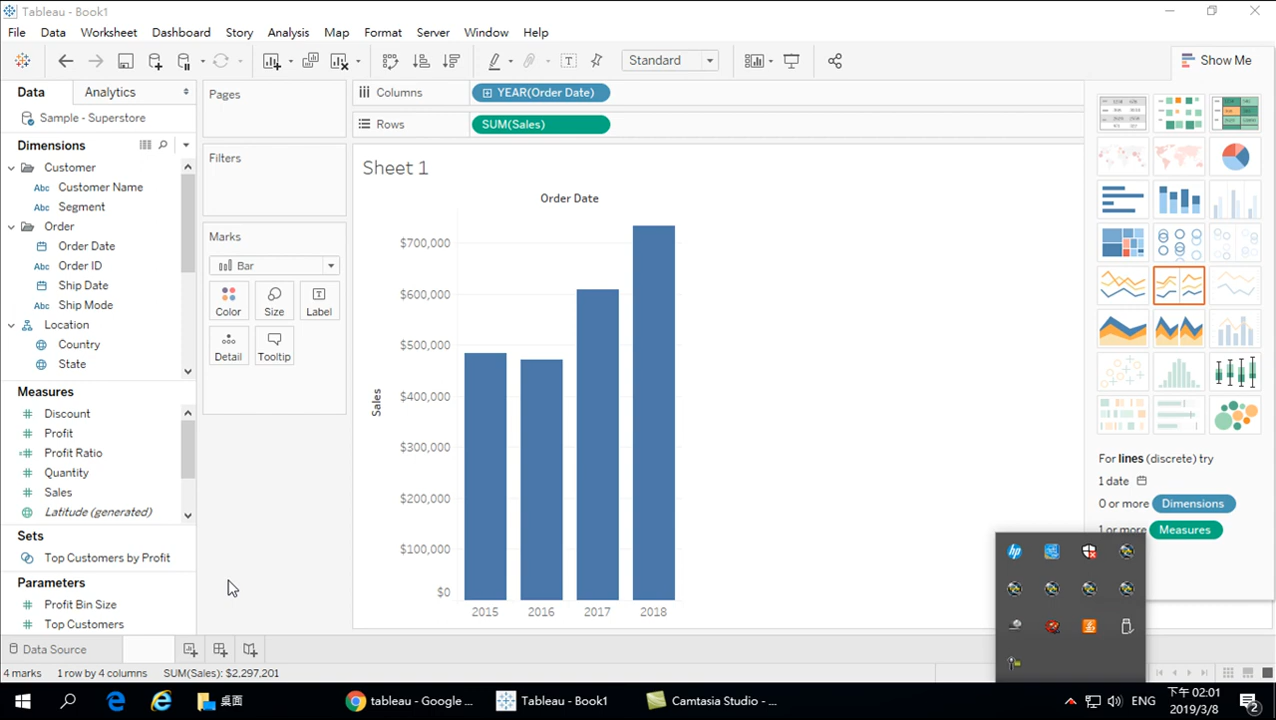 Tableau - Book1
File Data Worksheet Dashboard Story Analysis Map Format Server Window Help
Standard
Show Me
Data Analytics
Sample - Superstore
Dimensions
Customer
Abc Customer Name
Abc Segment
Order
Order Date
Abc Order ID
Ship Date
Abc Ship Mode
Location
Country
State
Measures
Discount
Profit
Profit Ratio
Quantity
Sales
Latitude (generated)
Sets
Top Customers by Profit
Parameters
Profit Bin Size
Top Customers
Pages
Filters
Marks
Bar
Color Size Label
Detail Tooltip
Columns YEAR(Order Date)
Rows SUM(Sales)
Sheet 1
Order Date
$700,000
$600,000
$500,000
$400,000
$300,000
$200,000
$100,000
$0
Sales
2015 2016 2017 2018
For lines (discrete) try
1 date
0 or more Dimensions
1 or more Measures
hp
Data Source
4 marks 1 row by 4 columns SUM(Sales): $2,297,201
桌面
tableau - Google ...
Tableau - Book1
Camtasia Studio - ...
ENG
下午 02:01
2019/3/8
2